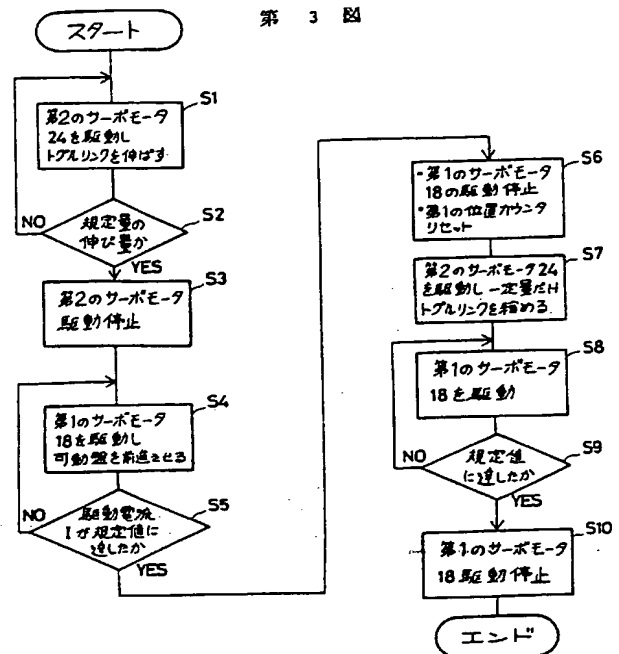 第 3 図
スタート
S1
第2のサーボモータ
24を駆動し
トグルリンクを伸ばす
S2
規定量の
伸び量か
NO
YES
S3
第2のサーボモータ
駆動停止
S4
第1のサーボモータ
18を駆動し
可動盤を前進させる
S5
駆動電流
Iが規定値に
達したか
NO
YES
S6
・第1のサーボモータ
18の駆動停止
・第1の位置カウンタ
リセット
S7
第2のサーボモータ24
を駆動し一定量だけ
トグルリンクを縮める
S8
第1のサーボモータ
18を駆動
S9
規定値
に達したか
NO
YES
S10
第1のサーボモータ
18駆動停止
エンド